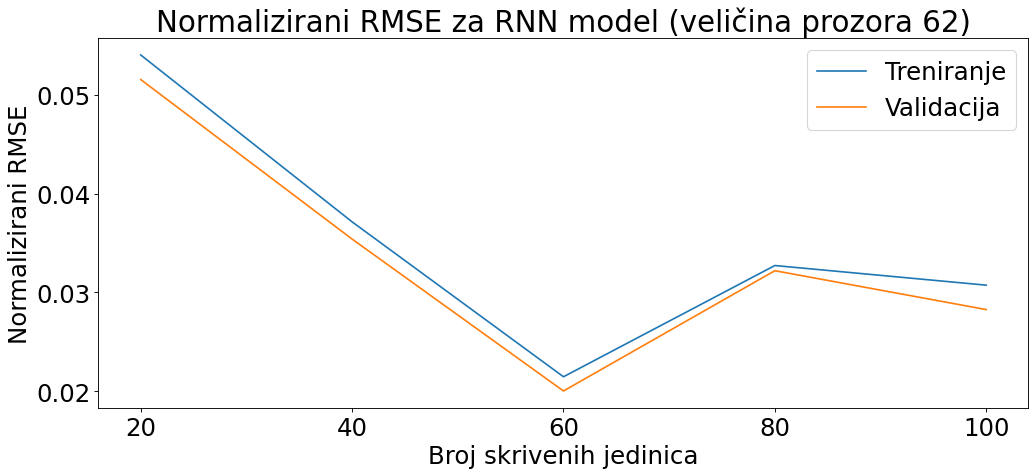 Normalizirani RMSE za RNN model (veličina prozora 62)
Treniranje
Validacija
Normalizirani RMSE
0.05
0.04
0.03
0.02
20 40 60 80 100
Broj skrivenih jedinica